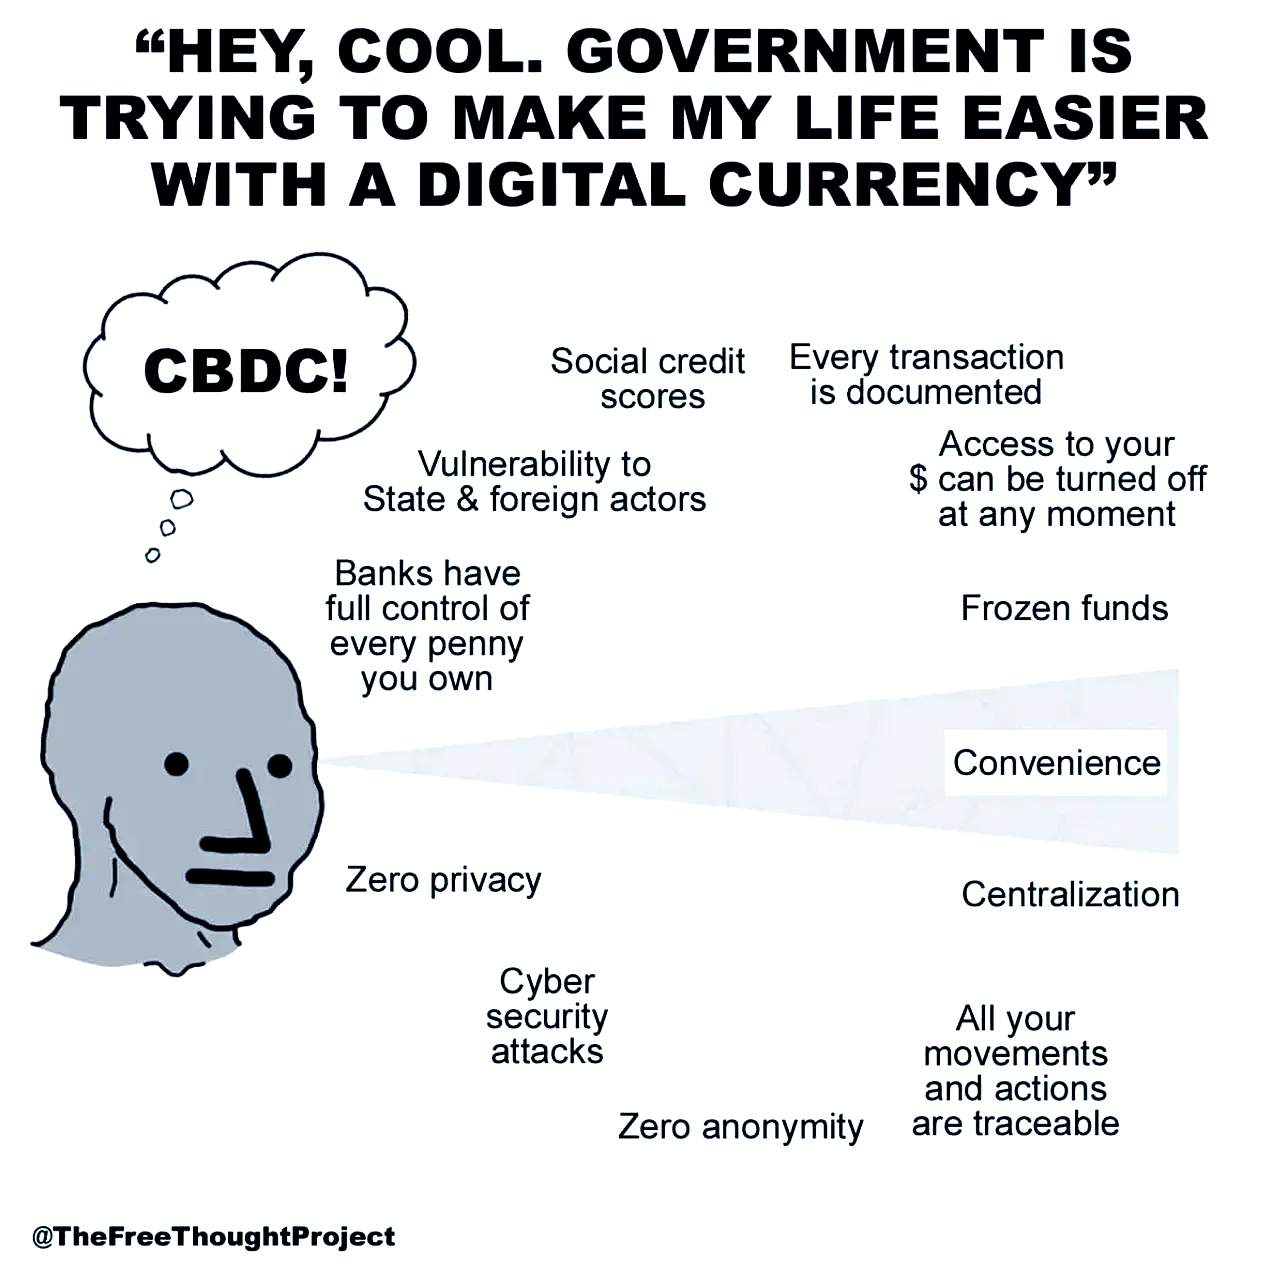 “HEY, COOL. GOVERNMENT IS
TRYING TO MAKE MY LIFE EASIER
WITH A DIGITAL CURRENCY”
CBDC!
Social credit
scores
Every transaction
is documented
Vulnerability to
State & foreign actors
Access to your
$ can be turned off
at any moment
Banks have
full control of
every penny
you own
Frozen funds
Convenience
Zero privacy
Centralization
Cyber
security
attacks
All your
movements
and actions
are traceable
Zero anonymity
@TheFreeThoughtProject